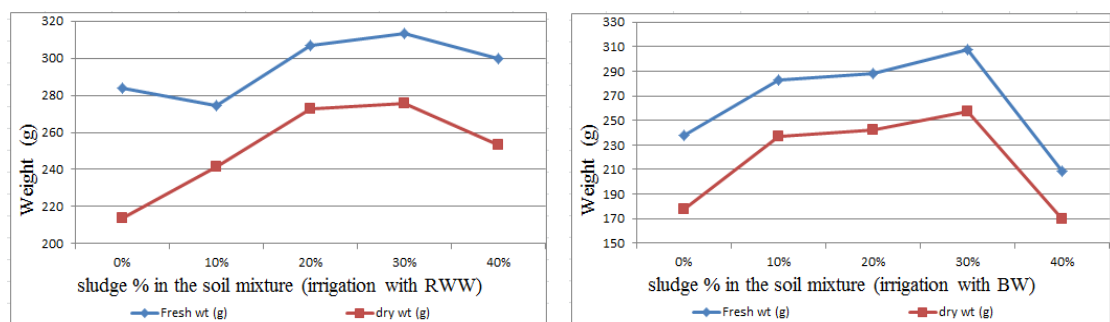 320
300
280
260
240
220
200
Weight (g)
0% 10% 20% 30% 40%
sludge % in the soil mixture (irrigation with RWW)
Fresh wt (g) dry wt (g)
330
310
290
270
250
230
210
190
170
150
Weight (g)
0% 10% 20% 30% 40%
sludge % in the soil mixture (irrigation with BW)
Fresh wt (g) dry wt (g)